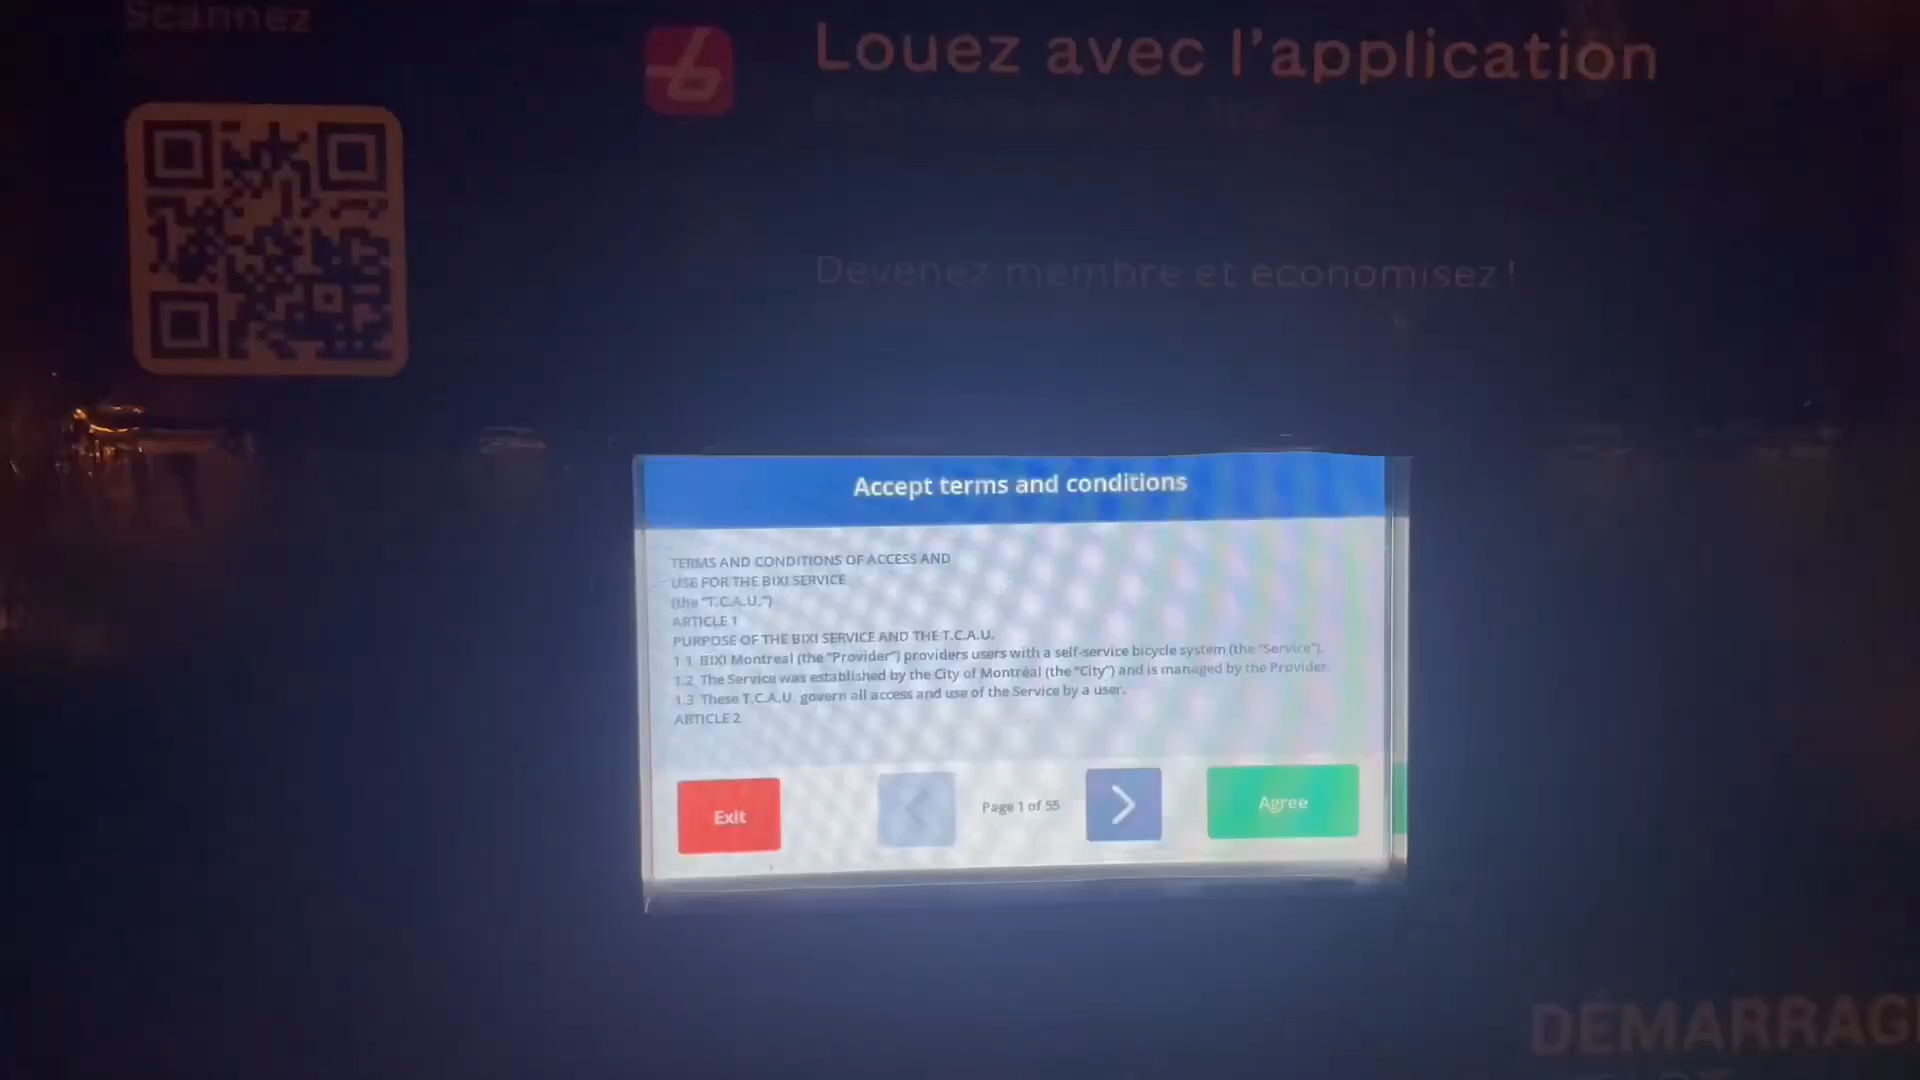 Scannez
Louez avec l'application
Devenez membre et économisez!
Accept terms and conditions
TERMS AND CONDITIONS OF ACCESS AND
USE FOR THE BIXI SERVICE
(the "T.C.A.U.")
ARTICLE 1
PURPOSE OF THE BIXI SERVICE AND THE T.C.A.U.
1.1 BIXI Montreal (the "Provider") providers users with a self-service bicycle system (the "Service").
1.2 The Service was established by the City of Montréal (the "City") and is managed by the Provider.
1.3 These T.C.A.U. govern all access and use of the Service by a user.
ARTICLE 2
Exit
Page 1 of 55
Agree
DÉMARRAG